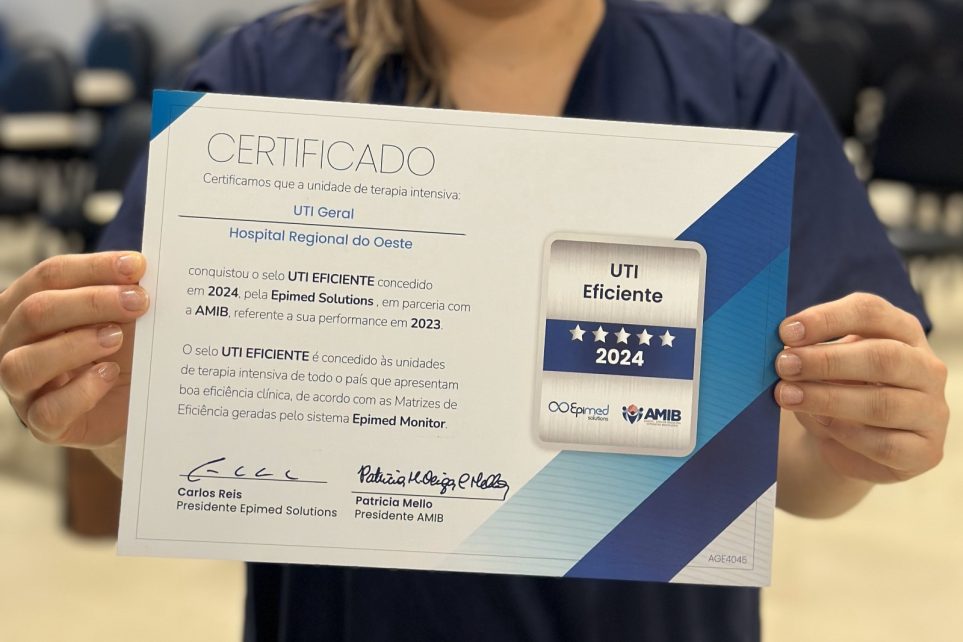 CERTIFICADO
Certificamos que a unidade de terapia intensiva:
UTI Geral
Hospital Regional do Oeste
conquistou o selo UTI EFICIENTE concedido
em 2024, pela Epimed Solutions , em parceria com
a AMIB, referente a sua performance em 2023.
O selo UTI EFICIENTE é concedido às unidades
de terapia intensiva de todo o país que apresentam
boa eficiência clínica, de acordo com as Matrizes de
Eficiência geradas pelo sistema Epimed Monitor.
Carlos Reis
Presidente Epimed Solutions
Patricia Mello
Presidente AMIB
UTI
Eficiente
2024
Epimed
solutions
AMIB
AGE4045